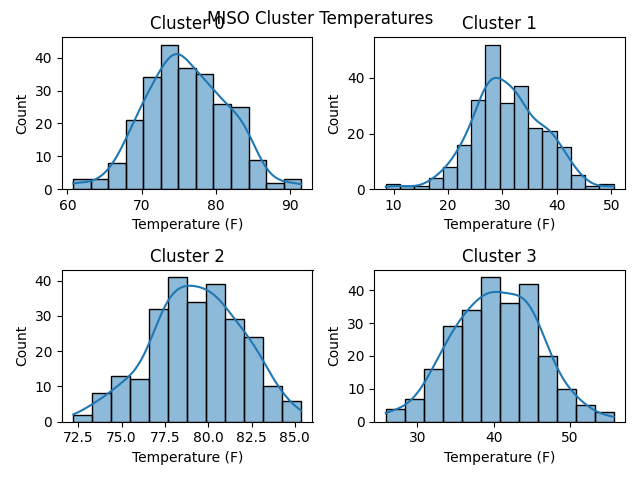 MISO Cluster Temperatures
Cluster 0
Count
40
30
20
10
0
60 70 80 90
Temperature (F)
Cluster 1
Count
40
20
0
10 20 30 40 50
Temperature (F)
Cluster 2
Count
40
30
20
10
0
72.5 75.0 77.5 80.0 82.5 85.0
Temperature (F)
Cluster 3
Count
40
30
20
10
0
30 40 50
Temperature (F)